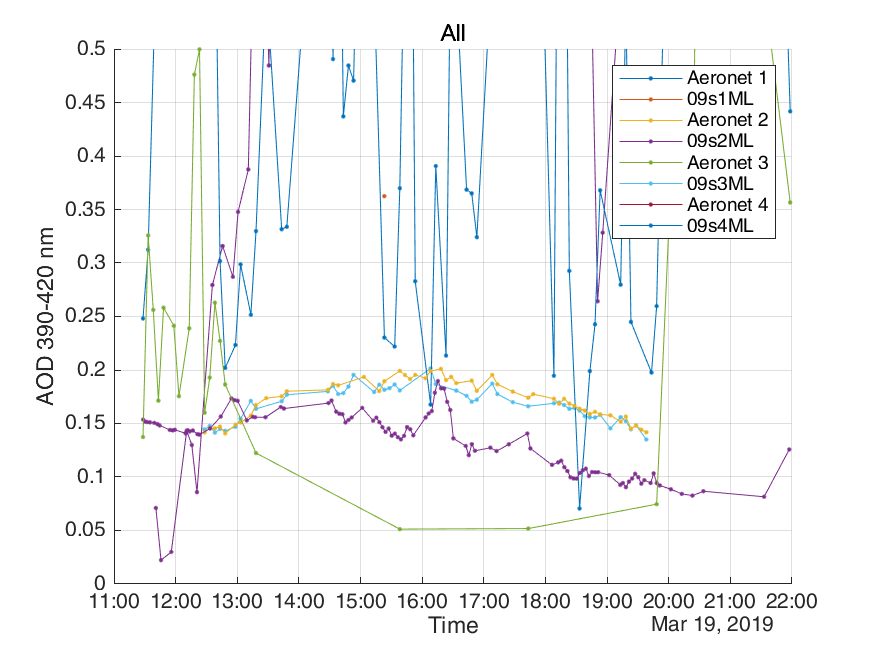 All
0.5
0.45
0.4
0.35
0.3
0.25
0.2
0.15
0.1
0.05
0
AOD 390-420 nm
Aeronet 1
09s1ML
Aeronet 2
09s2ML
Aeronet 3
09s3ML
Aeronet 4
09s4ML
11:00 12:00 13:00 14:00 15:00 16:00 17:00 18:00 19:00 20:00 21:00 22:00
Time
Mar 19, 2019